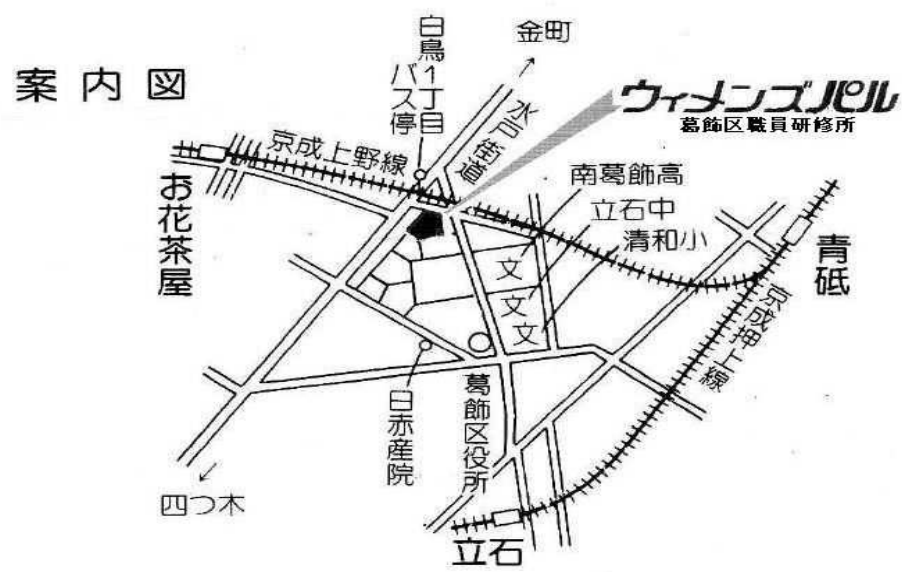 案内図
金町
白鳥1丁目
バス停
水戸街道
ウィメンズパル
葛飾区職員研修所
京成上野線
お花茶屋
南葛飾高
立石中
清和小
文
文
文
青砥
京成押上線
日赤産院
葛飾区役所
四つ木
立石